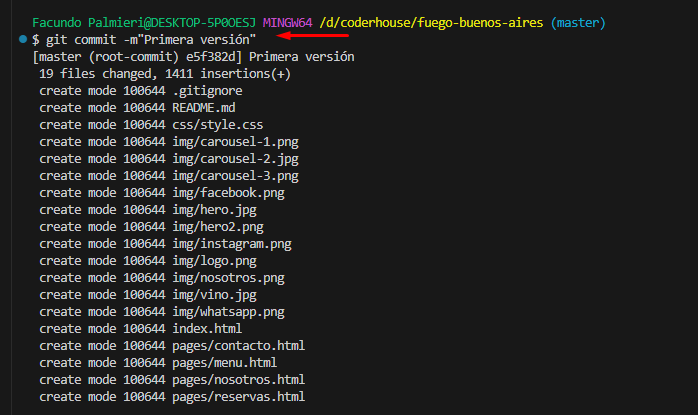 Facundo Palmieri@DESKTOP-5P0OESJ MINGW64 /d/coderhouse/fuego-buenos-aires (master)
$ git commit -m"Primera versión"
[master (root-commit) e5f382d] Primera versión
 19 files changed, 1411 insertions(+)
 create mode 100644 .gitignore
 create mode 100644 README.md
 create mode 100644 css/style.css
 create mode 100644 img/carousel-1.png
 create mode 100644 img/carousel-2.jpg
 create mode 100644 img/carousel-3.png
 create mode 100644 img/facebook.png
 create mode 100644 img/hero.jpg
 create mode 100644 img/hero2.png
 create mode 100644 img/instagram.png
 create mode 100644 img/logo.png
 create mode 100644 img/nosotros.png
 create mode 100644 img/vino.jpg
 create mode 100644 img/whatsapp.png
 create mode 100644 index.html
 create mode 100644 pages/contacto.html
 create mode 100644 pages/menu.html
 create mode 100644 pages/nosotros.html
 create mode 100644 pages/reservas.html